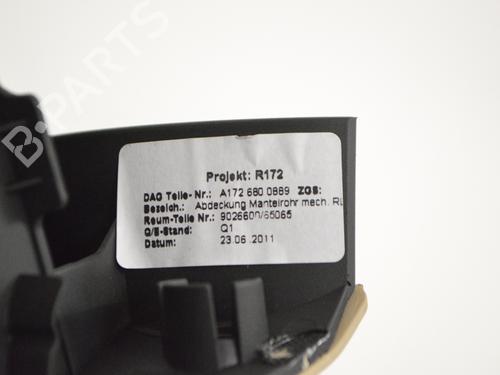 B-PARTS
Projekt: R172
DAG Teile-Nr.: A172 680 0889 ZGS:
Bezeich.: Abdeckung Mantelrohr mech. RL
Reum-Teile Nr.: 9026600/65065
Q/E-Stand: Q1
Datum: 23.06.2011